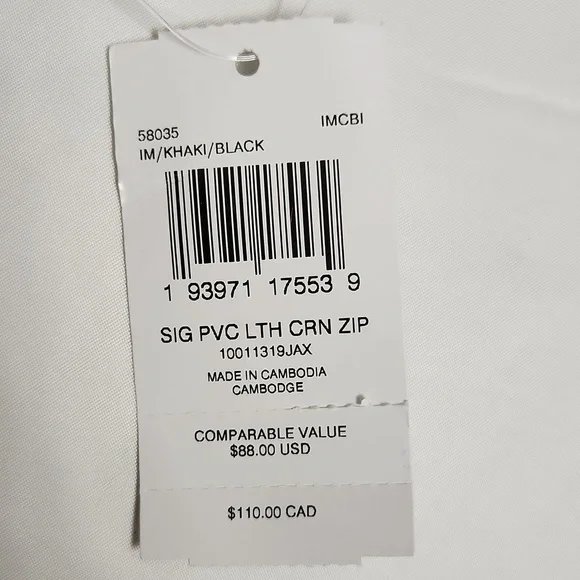 58035 IMCBI
IM/KHAKI/BLACK
1 93971 17553 9
SIG PVC LTH CRN ZIP
10011319JAX
MADE IN CAMBODIA
CAMBODGE
COMPARABLE VALUE
$88.00 USD
$110.00 CAD